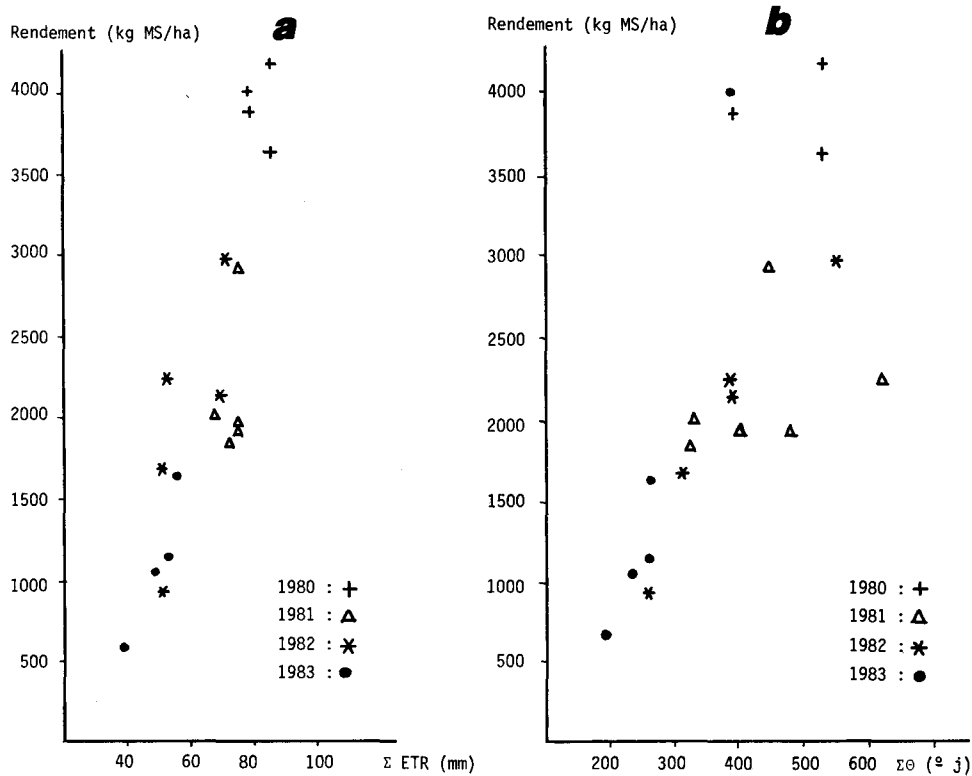 a
Rendement (kg MS/ha)
4000
3500
3000
2500
2000
1500
1000
500
40
60
80
100
Σ ETR (mm)
1980 : +
1981 : Δ
1982 : *
1983 : ●
b
Rendement (kg MS/ha)
4000
3500
3000
2500
2000
1500
1000
500
200
300
400
500
600
ΣΘ (º j)
1980 : +
1981 : Δ
1982 : *
1983 : ●